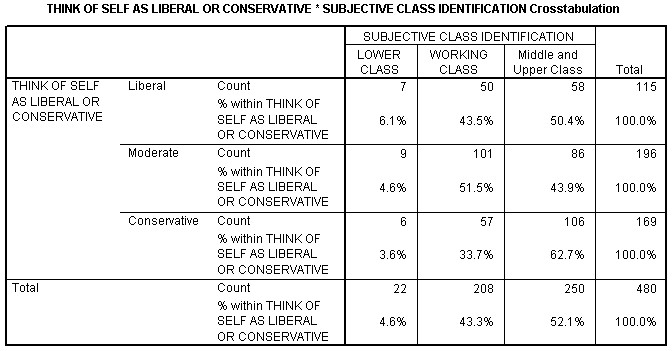 THINK OF SELF AS LIBERAL OR CONSERVATIVE * SUBJECTIVE CLASS IDENTIFICATION Crosstabulation
SUBJECTIVE CLASS IDENTIFICATION
LOWER CLASS WORKING CLASS Middle and Upper Class Total
THINK OF SELF AS LIBERAL OR CONSERVATIVE Liberal Count 7 50 58 115
% within THINK OF SELF AS LIBERAL OR CONSERVATIVE 6.1% 43.5% 50.4% 100.0%
Moderate Count 9 101 86 196
% within THINK OF SELF AS LIBERAL OR CONSERVATIVE 4.6% 51.5% 43.9% 100.0%
Conservative Count 6 57 106 169
% within THINK OF SELF AS LIBERAL OR CONSERVATIVE 3.6% 33.7% 62.7% 100.0%
Total Count 22 208 250 480
% within THINK OF SELF AS LIBERAL OR CONSERVATIVE 4.6% 43.3% 52.1% 100.0%